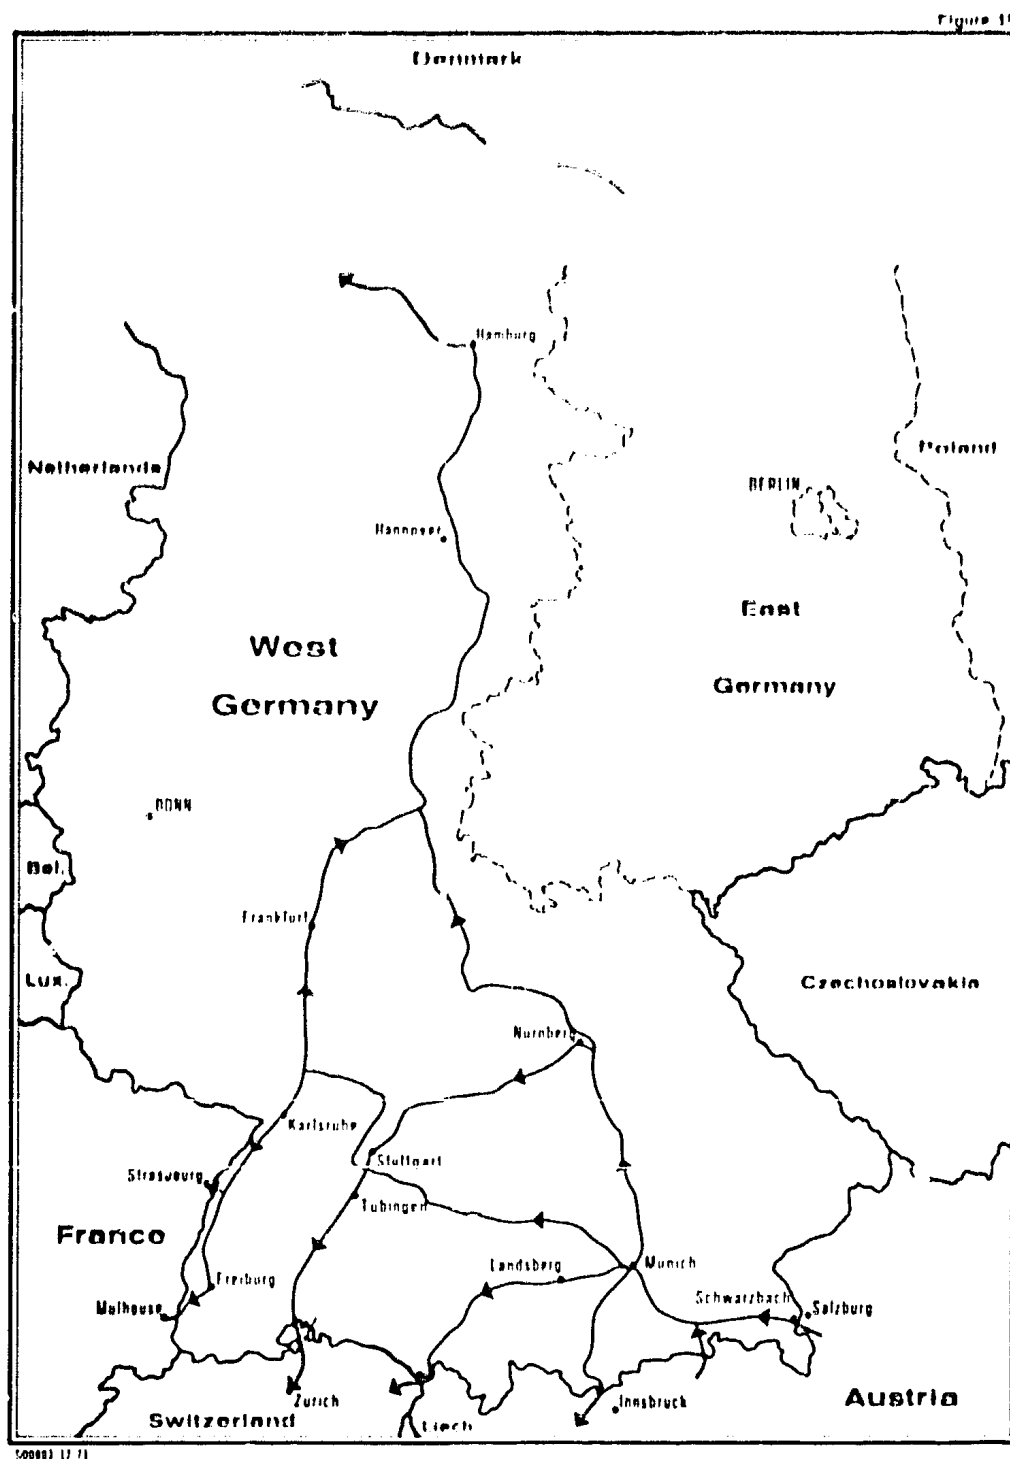 Figure
Denmark
Hamburg
Netherlands
Poland
BERLIN
Hannover
East
West
Germany
Germany
BONN
Bel.
Frankfurt
Lux.
Czechoslovakia
Nurnberg
Karlsruhe
Stuttgart
Strasbourg
Tubingen
France
Landsberg
Munich
Freiburg
Schwarzbach
Salzburg
Mulhouse
Zurich
Innsbruck
Austria
Switzerland
Liech